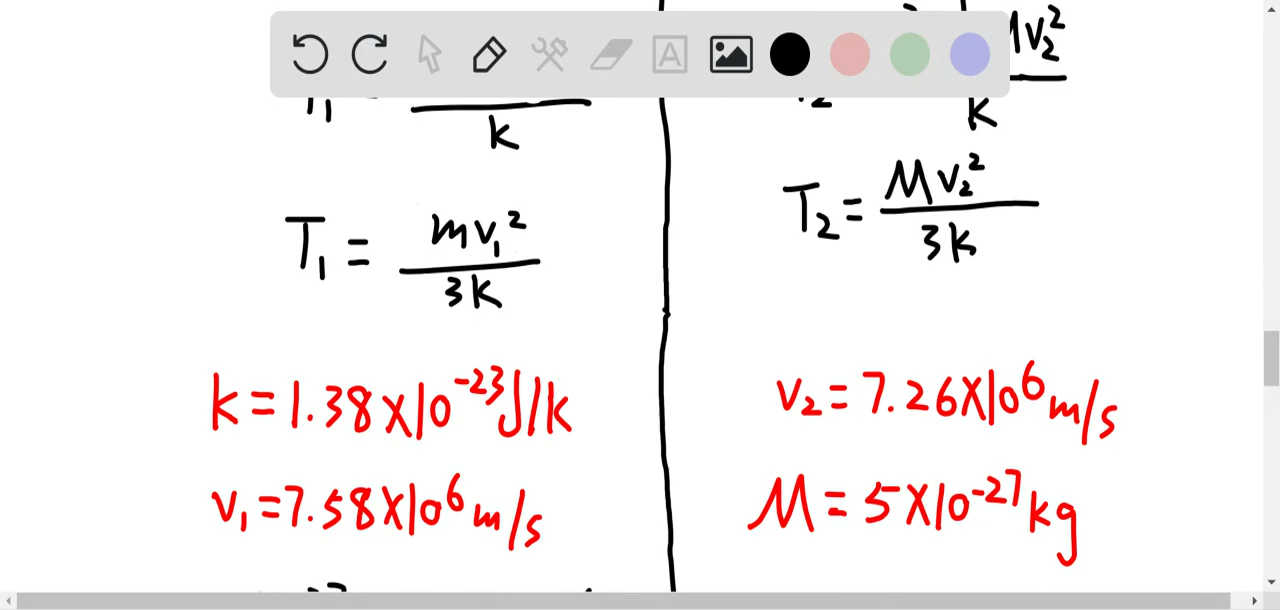 Mv₂²
k
k
T₁ = mv₁² / 3k
T₂ = Mv₂² / 3k
k = 1.38 × 10⁻²³ J/k
v₁ = 7.58 × 10⁶ m/s
v₂ = 7.26 × 10⁶ m/s
M = 5 × 10⁻²⁷ kg